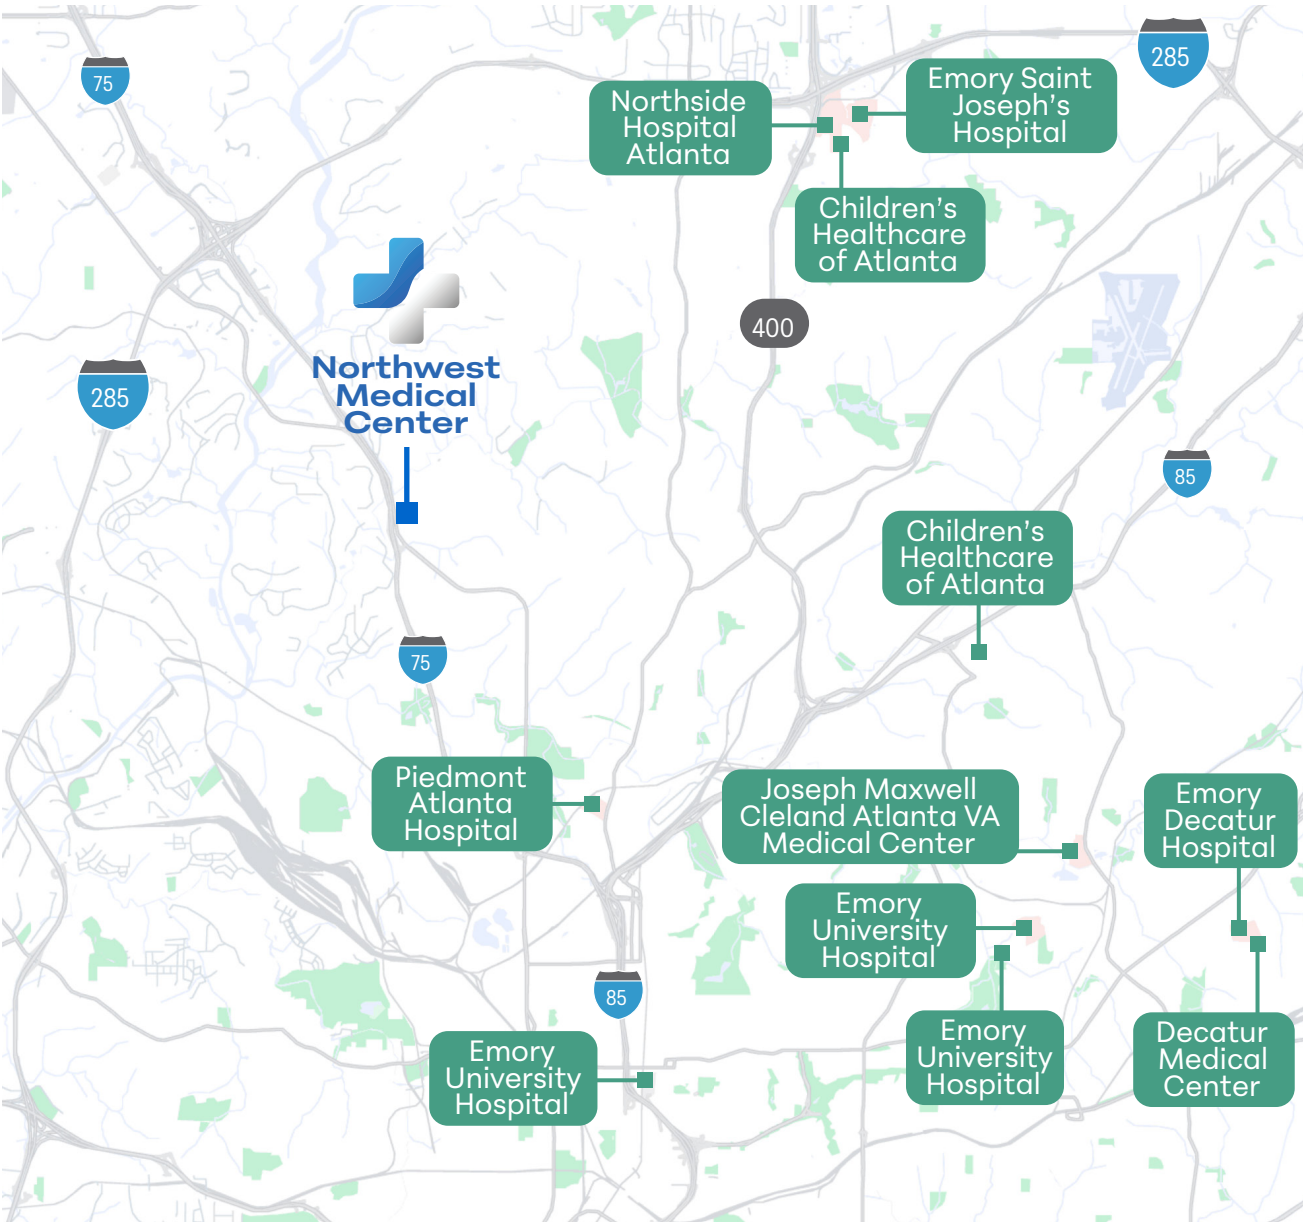 75
285
Northside
Hospital
Atlanta
Emory Saint
Joseph's
Hospital
Children's
Healthcare
of Atlanta
400
Northwest
Medical
Center
285
85
Children's
Healthcare
of Atlanta
75
Piedmont
Atlanta
Hospital
Joseph Maxwell
Cleland Atlanta VA
Medical Center
Emory
Decatur
Hospital
Emory
University
Hospital
85
Emory
University
Hospital
Emory
University
Hospital
Decatur
Medical
Center